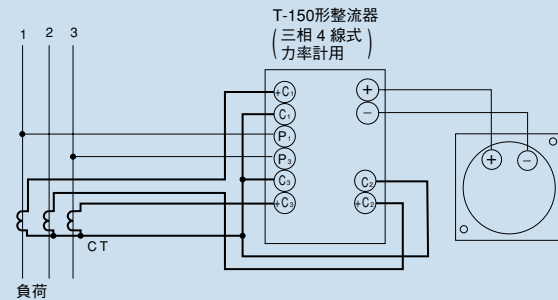 T-150形整流器
(三相4線式
力率計用)
1 2 3
+C₁
C₁
P₁
P₃
C₃
+C₃
+
−
C₂
+C₂
+ −
CT
負荷